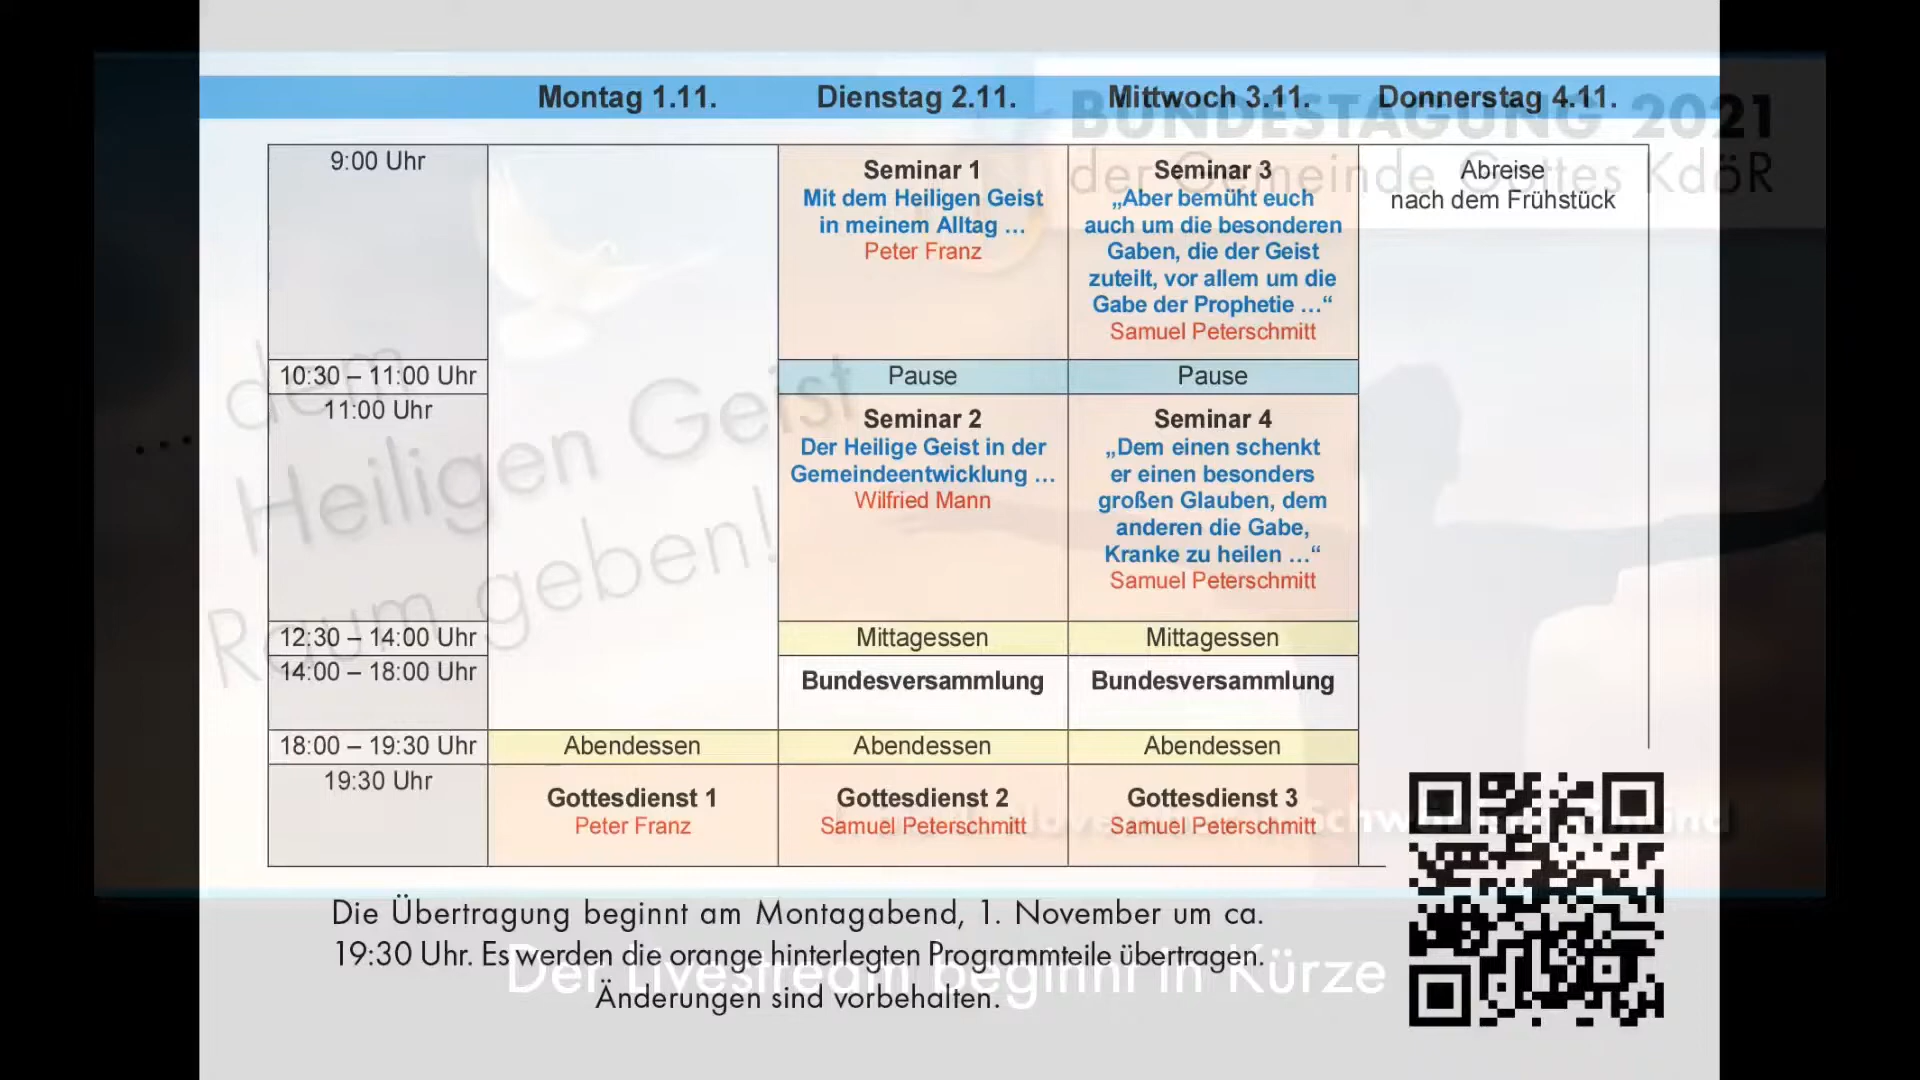 Montag 1.11. Dienstag 2.11. Mittwoch 3.11. Donnerstag 4.11.
BUNDESTAGUNG 2021
der Gemeinde Gottes KdöR
9:00 Uhr
Seminar 1
Mit dem Heiligen Geist
in meinem Alltag ...
Peter Franz
Seminar 3
„Aber bemüht euch
auch um die besonderen
Gaben, die der Geist
zuteilt, vor allem um die
Gabe der Prophetie ...“
Samuel Peterschmitt
Abreise
nach dem Frühstück
10:30 – 11:00 Uhr Pause Pause
11:00 Uhr
Seminar 2
Der Heilige Geist in der
Gemeindeentwicklung ...
Wilfried Mann
Seminar 4
„Dem einen schenkt
er einen besonders
großen Glauben, dem
anderen die Gabe,
Kranke zu heilen ...“
Samuel Peterschmitt
... dem
Heiligen Geist
Raum geben!
12:30 – 14:00 Uhr Mittagessen Mittagessen
14:00 – 18:00 Uhr Bundesversammlung Bundesversammlung
18:00 – 19:30 Uhr Abendessen Abendessen Abendessen
19:30 Uhr
Gottesdienst 1
Peter Franz
Gottesdienst 2
Samuel Peterschmitt
Gottesdienst 3
Samuel Peterschmitt
Die Übertragung beginnt am Montagabend, 1. November um ca.
19:30 Uhr. Es werden die orange hinterlegten Programmteile übertragen.
Änderungen sind vorbehalten.
Der Livestream beginnt in Kürze